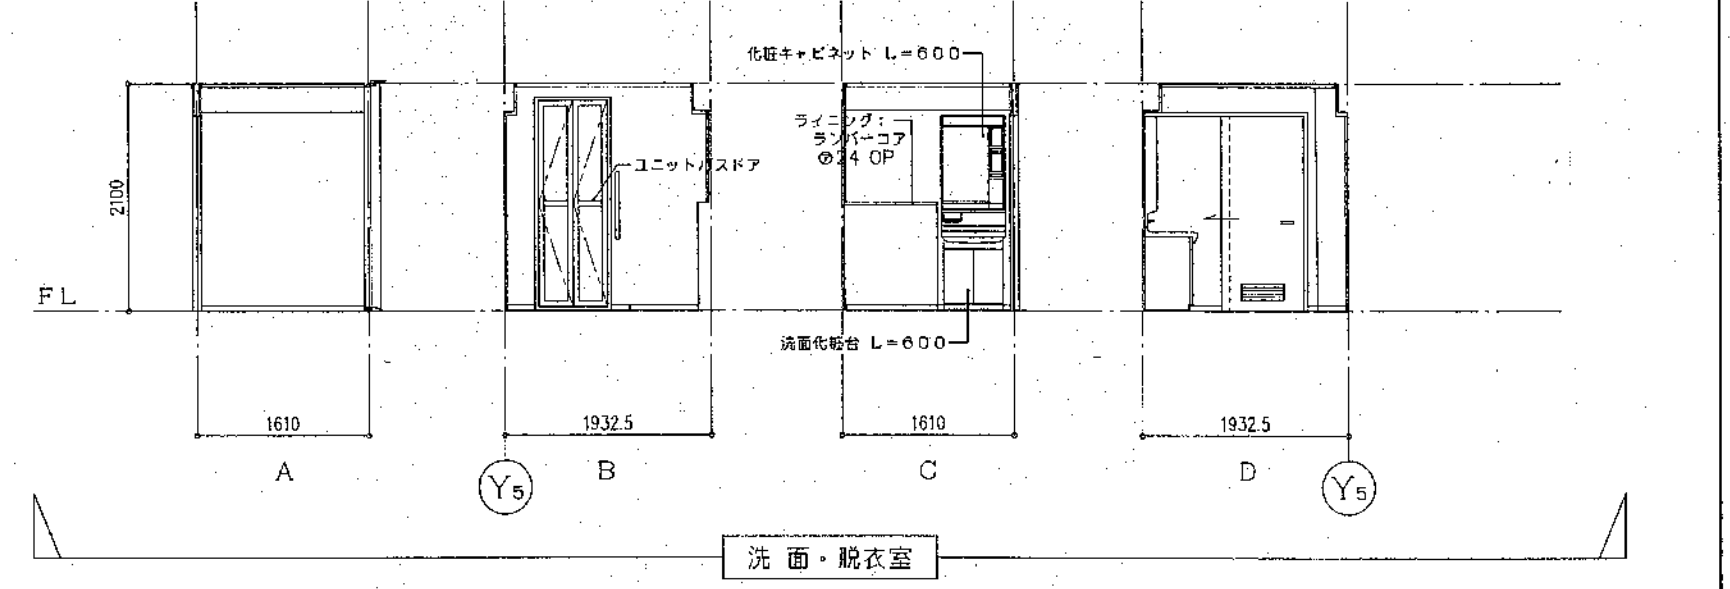 化粧キャビネット L=600
ライニング:
ランバーコア
⑦24 OP
ユニットバスドア
2100
FL
洗面化粧台 L=600
1610
1932.5
1610
1932.5
A
B
C
D
Y5
Y5
洗 面・脱衣室